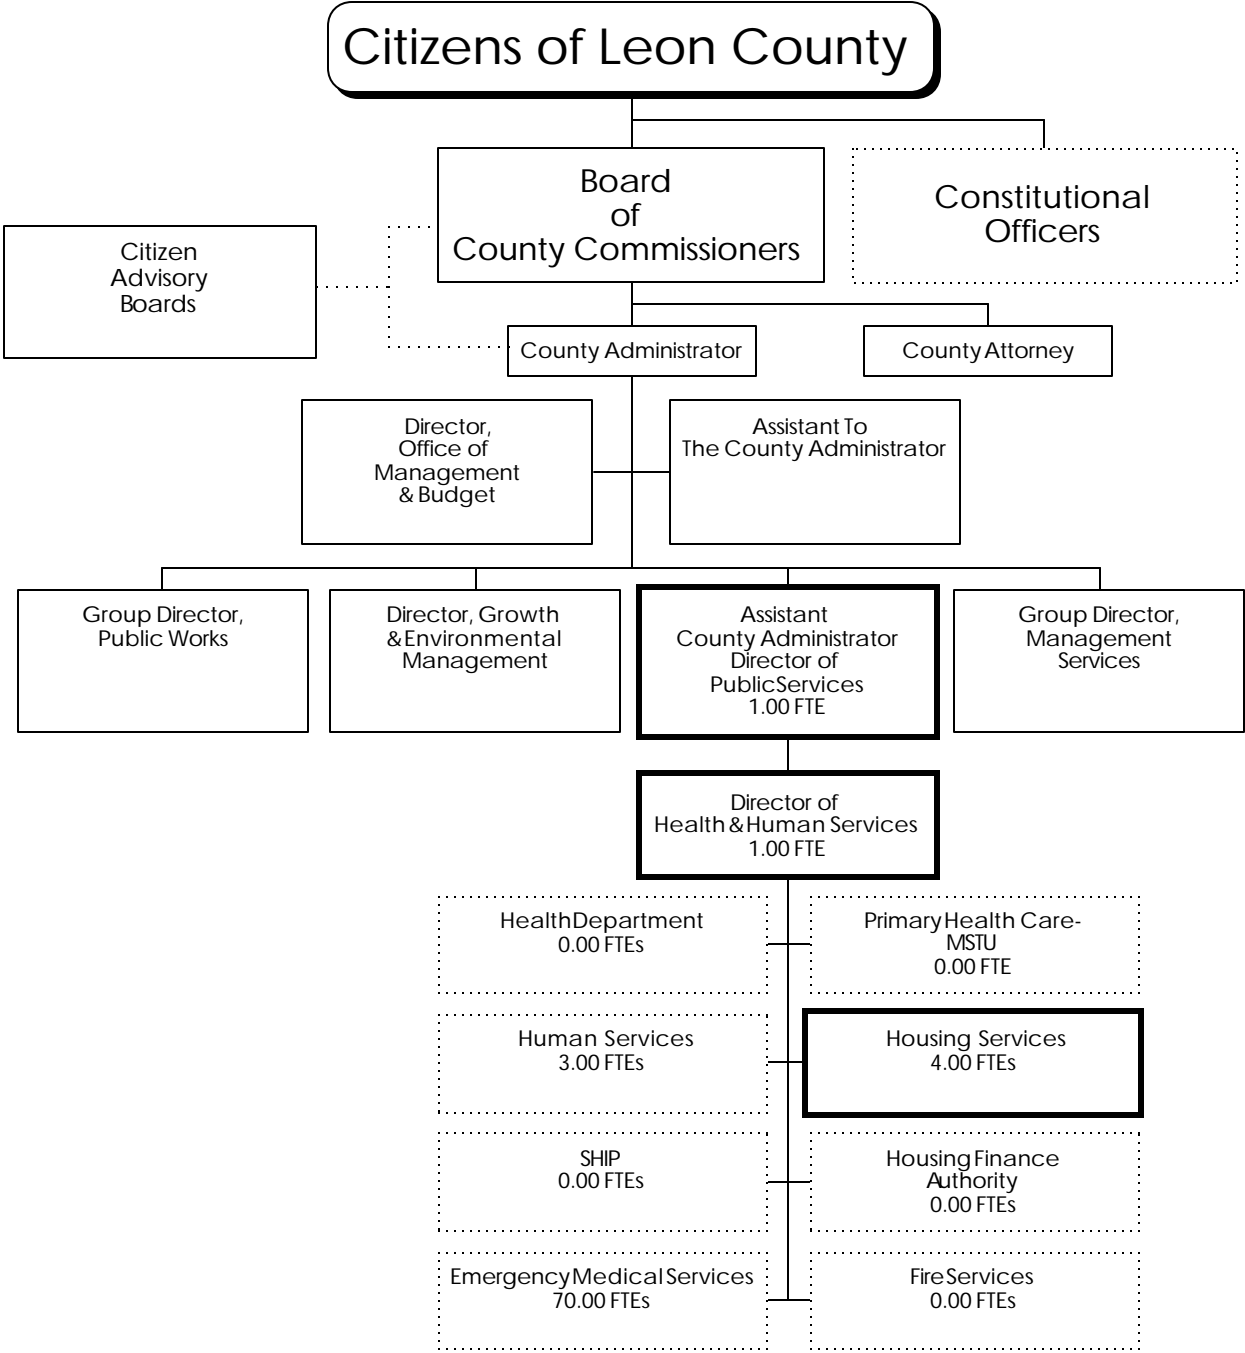 Citizens of Leon County
Board
of
County Commissioners
Constitutional
Officers
Citizen
Advisory
Boards
County Administrator
County Attorney
Director,
Office of
Management
& Budget
Assistant To
The County Administrator
Group Director,
Public Works
Director, Growth
& Environmental
Management
Assistant
County Administrator
Director of
Public Services
1.00 FTE
Group Director,
Management
Services
Director of
Health & Human Services
1.00 FTE
Health Department
0.00 FTEs
Primary Health Care-
MSTU
0.00 FTE
Human Services
3.00 FTEs
Housing Services
4.00 FTEs
SHIP
0.00 FTEs
Housing Finance
Authority
0.00 FTEs
Emergency Medical Services
70.00 FTEs
Fire Services
0.00 FTEs